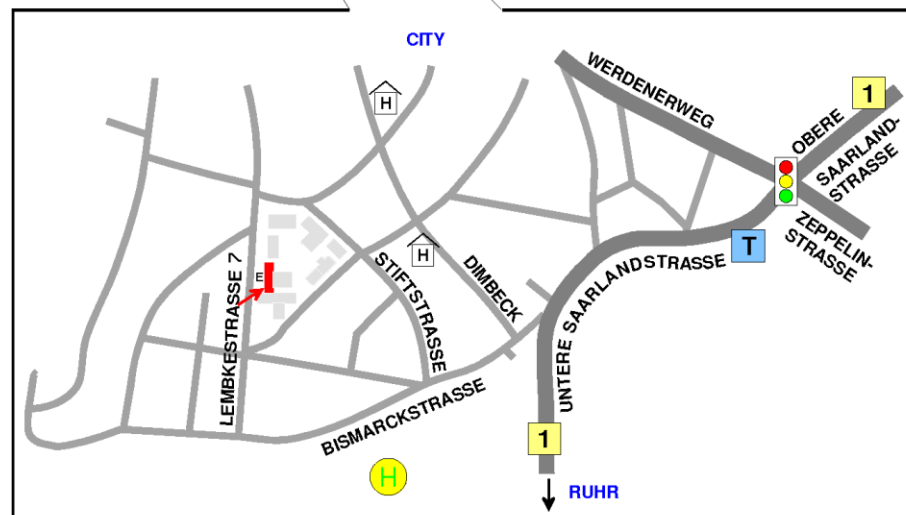 CITY
H
WERDENERWEG
1
OBERE
SAARLAND-
STRASSE
ZEPPELIN-
STRASSE
T
H
E
LEMBKESTRASSE 7
STIFTSTRASSE
DIMBECK
UNTERE SAARLANDSTRASSE
BISMARCKSTRASSE
1
H
RUHR